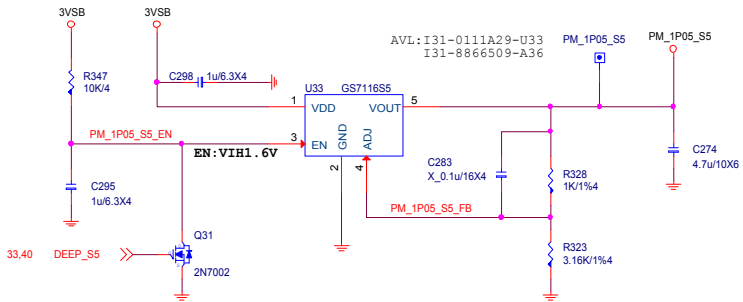 3VSB
3VSB
AVL:I31-0111A29-U33
I31-8866509-A36
PM_1P05_S5
PM_1P05_S5
R347
10K/4
C298
1u/6.3X4
U33
GS7116S5
1
VDD
VOUT
5
PM_1P05_S5_EN
3
EN
GND
ADJ
EN:VIH1.6V
2
4
C283
X_0.1u/16X4
R328
1K/1%4
C274
4.7u/10X6
C295
1u/6.3X4
PM_1P05_S5_FB
R323
3.16K/1%4
Q31
33,40
DEEP_S5
2N7002